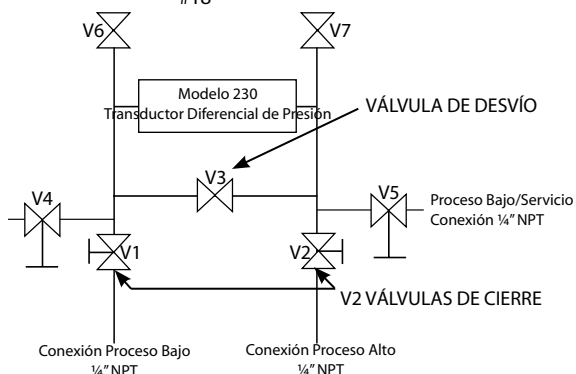 V6
V7
Modelo 230
Transductor Diferencial de Presión
VÁLVULA DE DESVÍO
V3
V4
V5
Proceso Bajo/Servicio
Conexión ¼” NPT
V1
V2
V2 VÁLVULAS DE CIERRE
Conexión Proceso Bajo
¼” NPT
Conexión Proceso Alto
¼” NPT